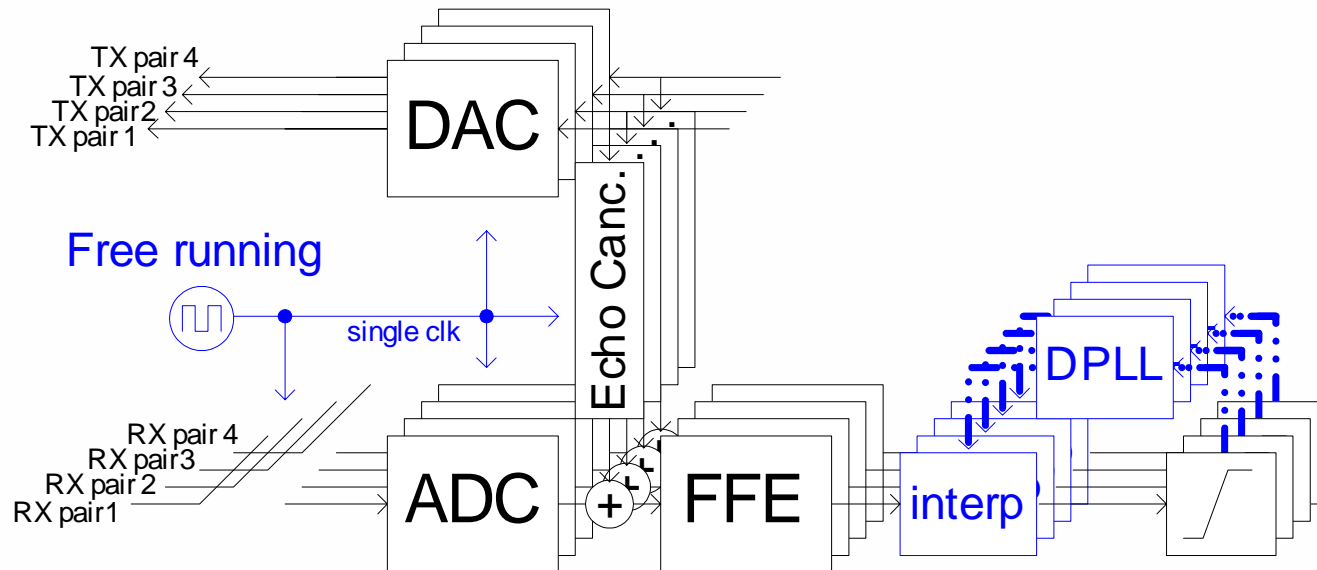 TX pair 4
TX pair 3
TX pair 2
TX pair 1
DAC
Echo Canc.
Free running
single clk
DPLL
RX pair 4
RX pair3
RX pair 2
RX pair1
ADC
+
+
+
+
FFE
interp